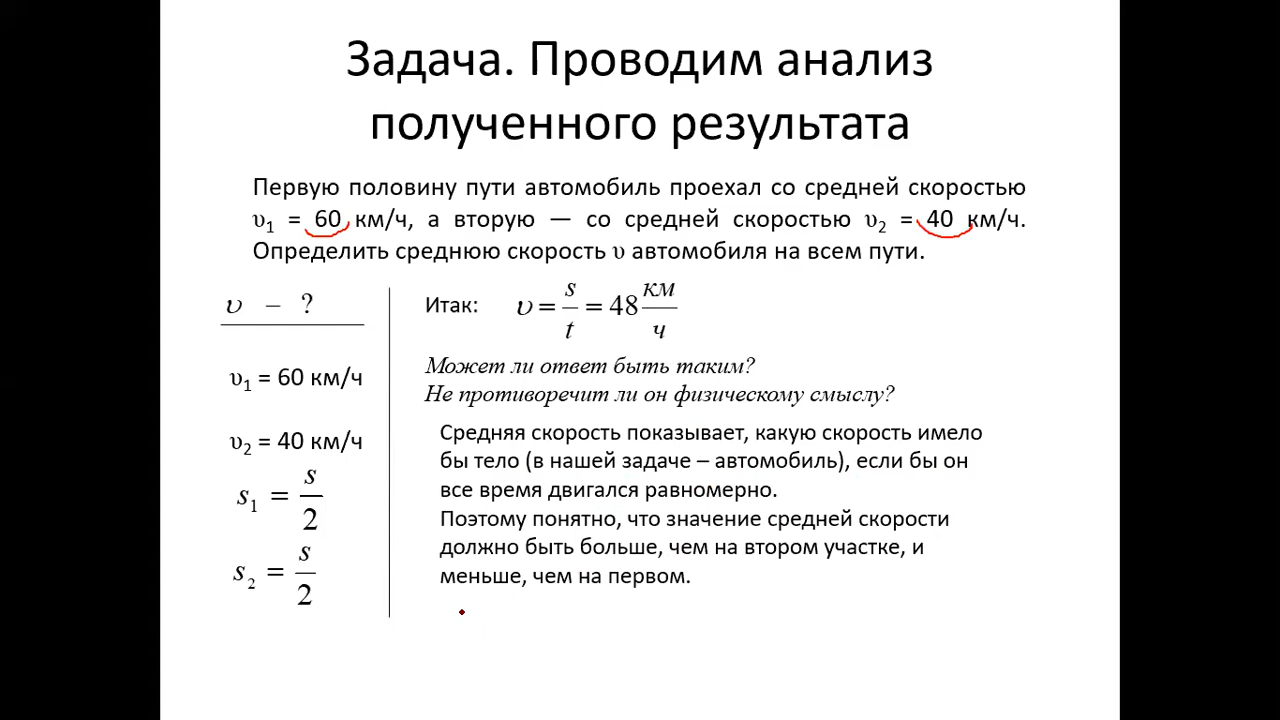 Задача. Проводим анализ
полученного результата
Первую половину пути автомобиль проехал со средней скоростью
υ₁ = 60 км/ч, а вторую — со средней скоростью υ₂ = 40 км/ч.
Определить среднюю скорость υ автомобиля на всем пути.
υ – ?
υ₁ = 60 км/ч
υ₂ = 40 км/ч
s₁ = s/2
s₂ = s/2
Итак: υ = s/t = 48 км/ч
Может ли ответ быть таким?
Не противоречит ли он физическому смыслу?
Средняя скорость показывает, какую скорость имело
бы тело (в нашей задаче – автомобиль), если бы он
все время двигался равномерно.
Поэтому понятно, что значение средней скорости
должно быть больше, чем на втором участке, и
меньше, чем на первом.